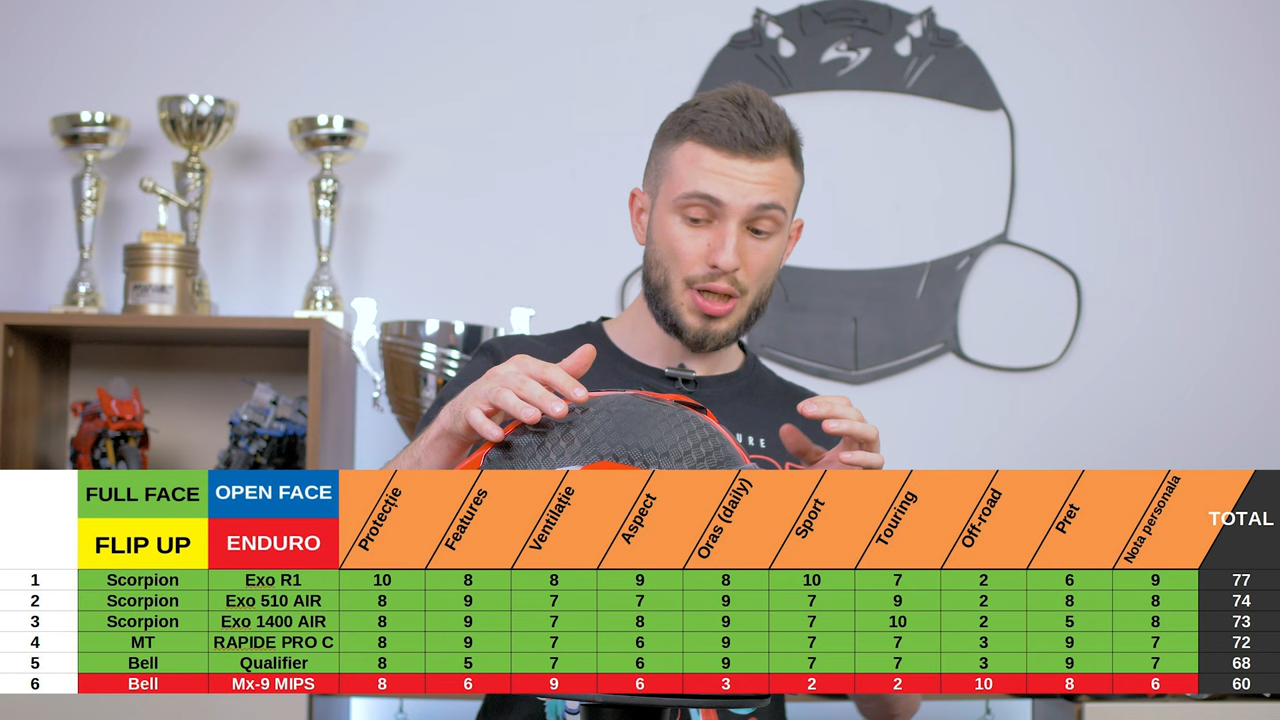 URE
FULL FACE OPEN FACE Protecție Features Ventilație Aspect Oras (daily) Sport Touring Off-road Pret Nota personala TOTAL
FLIP UP ENDURO
1 Scorpion Exo R1 10 8 8 9 8 10 7 2 6 9 77
2 Scorpion Exo 510 AIR 8 9 7 7 9 7 9 2 8 8 74
3 Scorpion Exo 1400 AIR 8 9 7 8 9 7 10 2 5 8 73
4 MT RAPIDE PRO C 8 9 7 6 9 7 7 3 9 7 72
5 Bell Qualifier 8 5 7 6 9 7 7 3 9 7 68
6 Bell Mx-9 MIPS 8 6 9 6 3 2 2 10 8 6 60